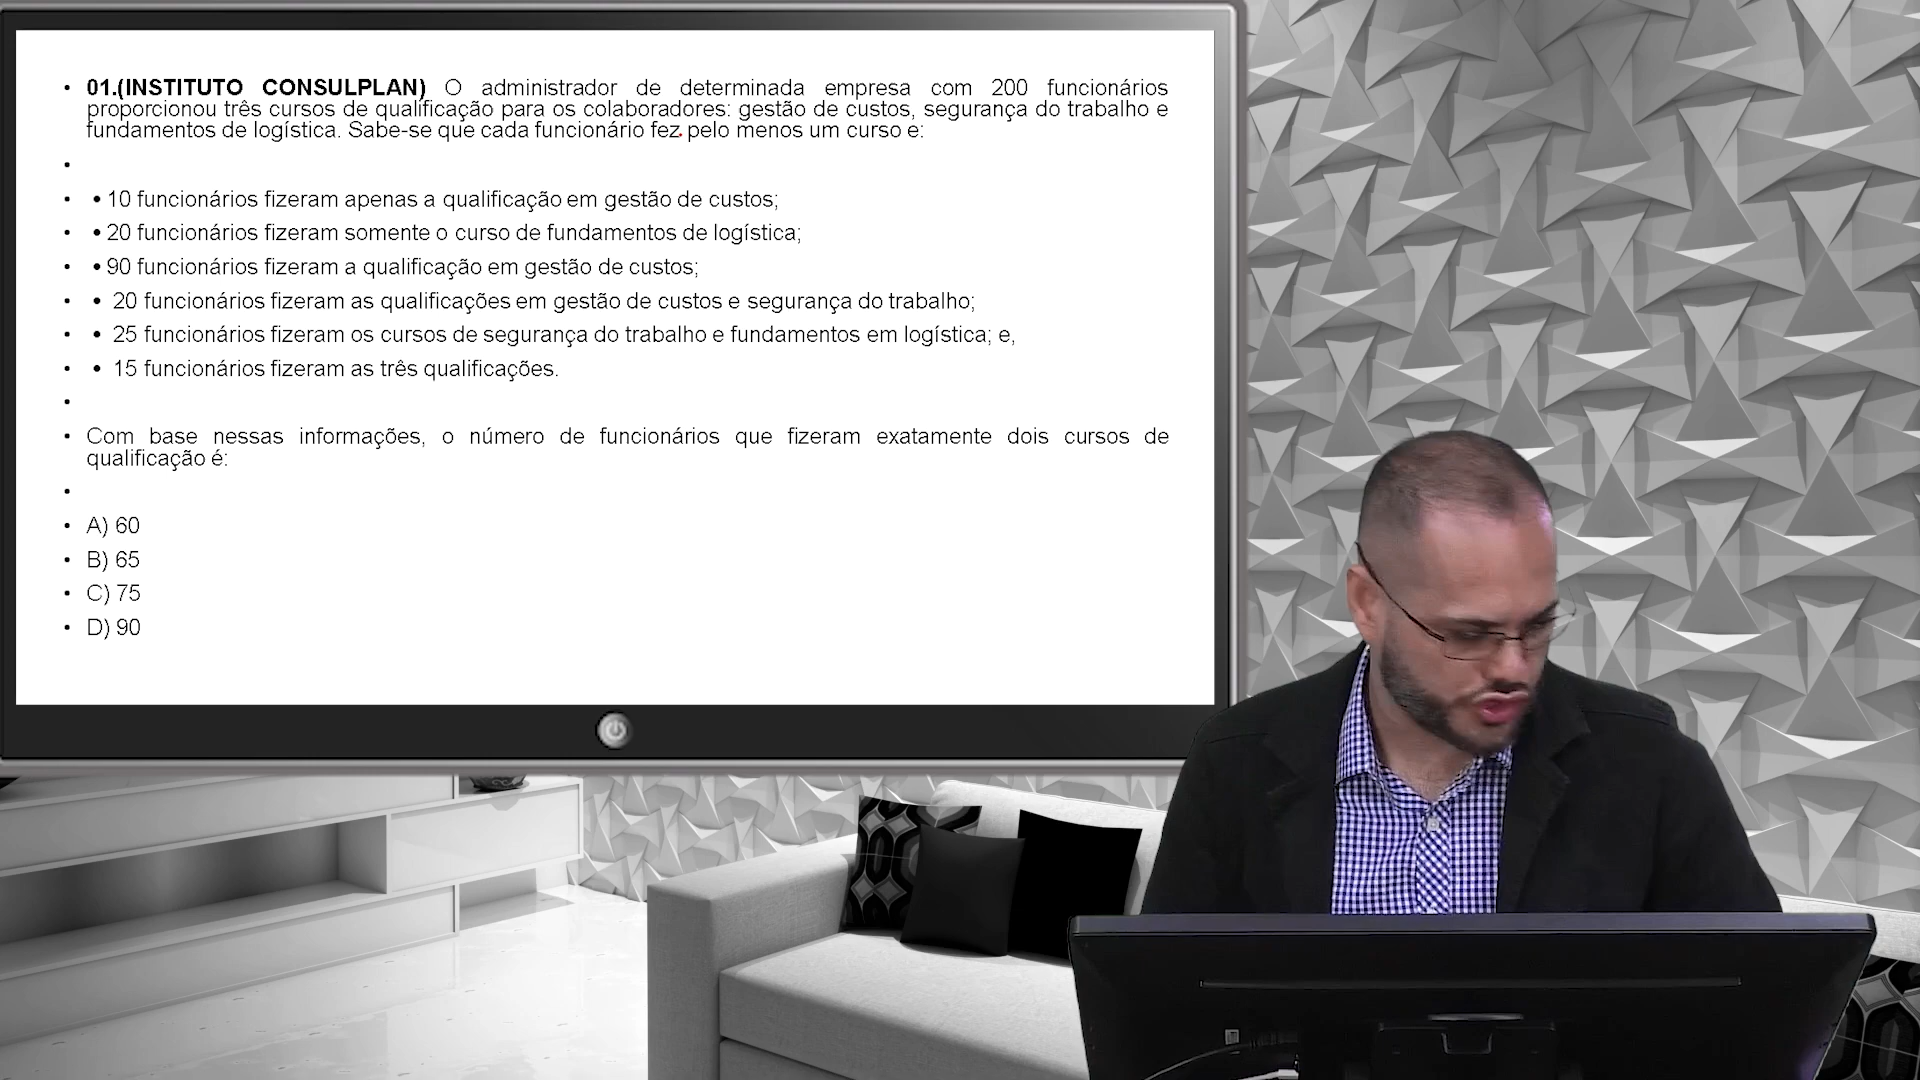 • 01.(INSTITUTO CONSULPLAN) O administrador de determinada empresa com 200 funcionários
proporcionou três cursos de qualificação para os colaboradores: gestão de custos, segurança do trabalho e
fundamentos de logística. Sabe-se que cada funcionário fez pelo menos um curso e:
•
• • 10 funcionários fizeram apenas a qualificação em gestão de custos;
• • 20 funcionários fizeram somente o curso de fundamentos de logística;
• • 90 funcionários fizeram a qualificação em gestão de custos;
• • 20 funcionários fizeram as qualificações em gestão de custos e segurança do trabalho;
• • 25 funcionários fizeram os cursos de segurança do trabalho e fundamentos em logística; e,
• • 15 funcionários fizeram as três qualificações.
•
• Com base nessas informações, o número de funcionários que fizeram exatamente dois cursos de
qualificação é:
•
• A) 60
• B) 65
• C) 75
• D) 90